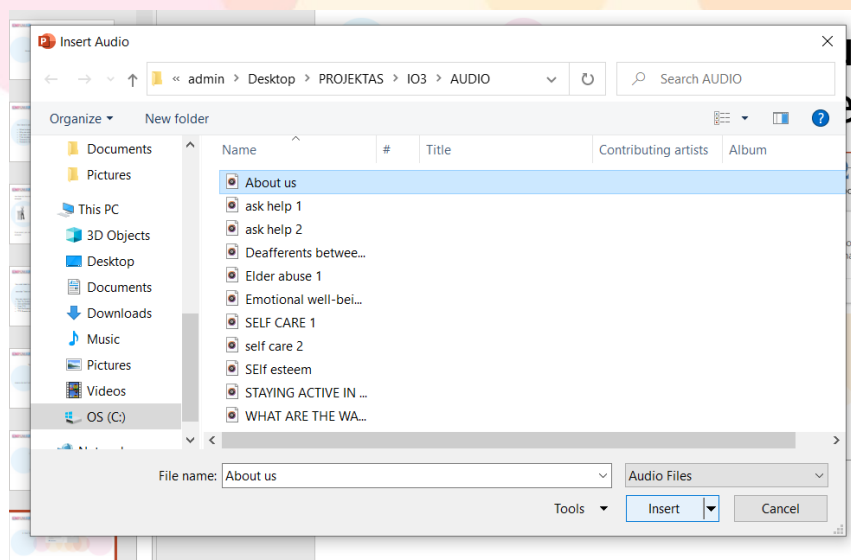 Insert Audio
« admin > Desktop > PROJEKTAS > IO3 > AUDIO
Search AUDIO
Organize
New folder
Documents
Pictures
This PC
3D Objects
Desktop
Documents
Downloads
Music
Pictures
Videos
OS (C:)
Name # Title Contributing artists Album
About us
ask help 1
ask help 2
Deafferents betwee...
Elder abuse 1
Emotional well-bei...
SELF CARE 1
self care 2
SElf esteem
STAYING ACTIVE IN ...
WHAT ARE THE WA...
File name: About us
Audio Files
Tools
Insert
Cancel